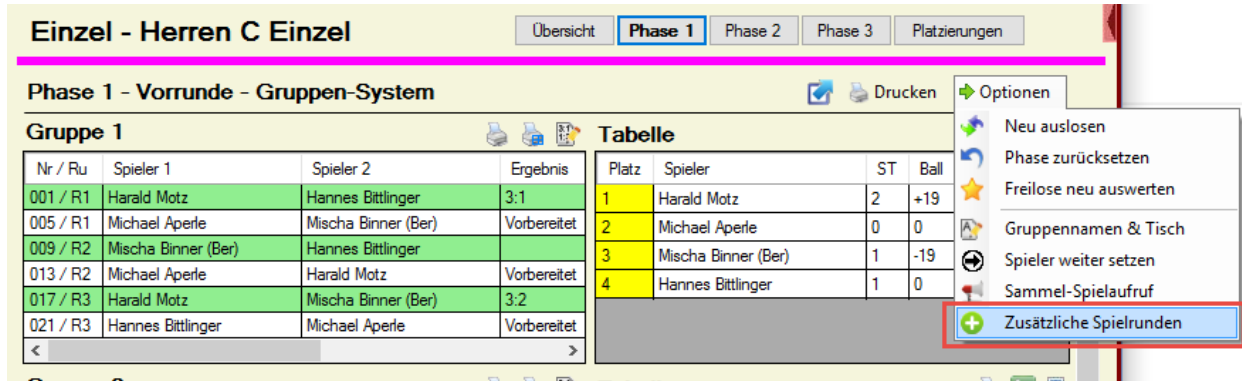 Einzel - Herren C Einzel
Übersicht Phase 1 Phase 2 Phase 3 Platzierungen
Phase 1 - Vorrunde - Gruppen-System
Drucken Optionen
Gruppe 1
Nr / Ru Spieler 1 Spieler 2 Ergebnis
001 / R1 Harald Motz Hannes Bittlinger 3:1
005 / R1 Michael Aperle Mischa Binner (Ber) Vorbereitet
009 / R2 Mischa Binner (Ber) Hannes Bittlinger
013 / R2 Michael Aperle Harald Motz Vorbereitet
017 / R3 Harald Motz Mischa Binner (Ber) 3:2
021 / R3 Hannes Bittlinger Michael Aperle Vorbereitet
Tabelle
Platz Spieler ST Ball
1 Harald Motz 2 +19
2 Michael Aperle 0 0
3 Mischa Binner (Ber) 1 -19
4 Hannes Bittlinger 1 0
Neu auslosen
Phase zurücksetzen
Freilose neu auswerten
Gruppennamen & Tisch
Spieler weiter setzen
Sammel-Spielaufruf
Zusätzliche Spielrunden